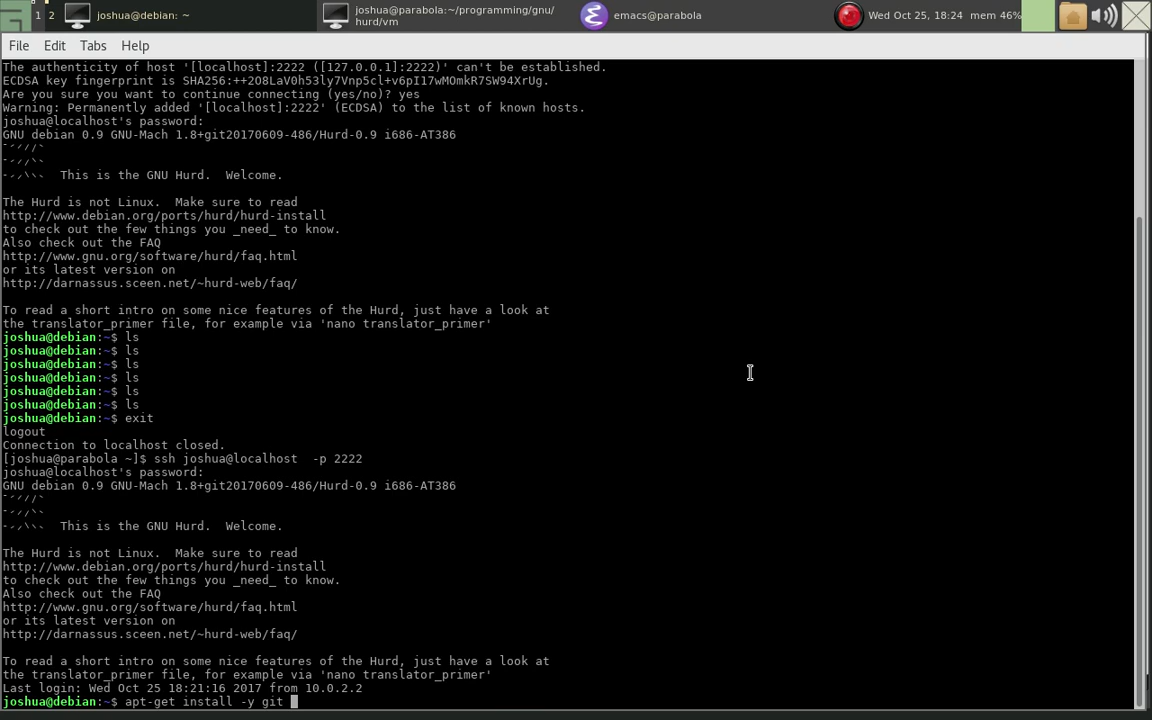 1 2 joshua@debian: ~
joshua@parabola:~/programming/gnu/
hurd/vm
emacs@parabola
Wed Oct 25, 18:24 mem 46%
File Edit Tabs Help
The authenticity of host '[localhost]:2222 ([127.0.0.1]:2222)' can't be established.
ECDSA key fingerprint is SHA256:++2O8LaV0h53ly7Vnp5cl+v6pI17wMOmkR7SW94XrUg.
Are you sure you want to continue connecting (yes/no)? yes
Warning: Permanently added '[localhost]:2222' (ECDSA) to the list of known hosts.
joshua@localhost's password:
GNU debian 0.9 GNU-Mach 1.8+git20170609-486/Hurd-0.9 i686-AT386
This is the GNU Hurd.  Welcome.
The Hurd is not Linux.  Make sure to read
http://www.debian.org/ports/hurd/hurd-install
to check out the few things you _need_ to know.
Also check out the FAQ
http://www.gnu.org/software/hurd/faq.html
or its latest version on
http://darnassus.sceen.net/~hurd-web/faq/
To read a short intro on some nice features of the Hurd, just have a look at
the translator_primer file, for example via 'nano translator_primer'
joshua@debian:~$ ls
joshua@debian:~$ ls
joshua@debian:~$ ls
joshua@debian:~$ ls
joshua@debian:~$ ls
joshua@debian:~$ ls
joshua@debian:~$ exit
logout
Connection to localhost closed.
[joshua@parabola ~]$ ssh joshua@localhost  -p 2222
joshua@localhost's password:
GNU debian 0.9 GNU-Mach 1.8+git20170609-486/Hurd-0.9 i686-AT386
This is the GNU Hurd.  Welcome.
The Hurd is not Linux.  Make sure to read
http://www.debian.org/ports/hurd/hurd-install
to check out the few things you _need_ to know.
Also check out the FAQ
http://www.gnu.org/software/hurd/faq.html
or its latest version on
http://darnassus.sceen.net/~hurd-web/faq/
To read a short intro on some nice features of the Hurd, just have a look at
the translator_primer file, for example via 'nano translator_primer'
Last login: Wed Oct 25 18:21:16 2017 from 10.0.2.2
joshua@debian:~$ apt-get install -y git